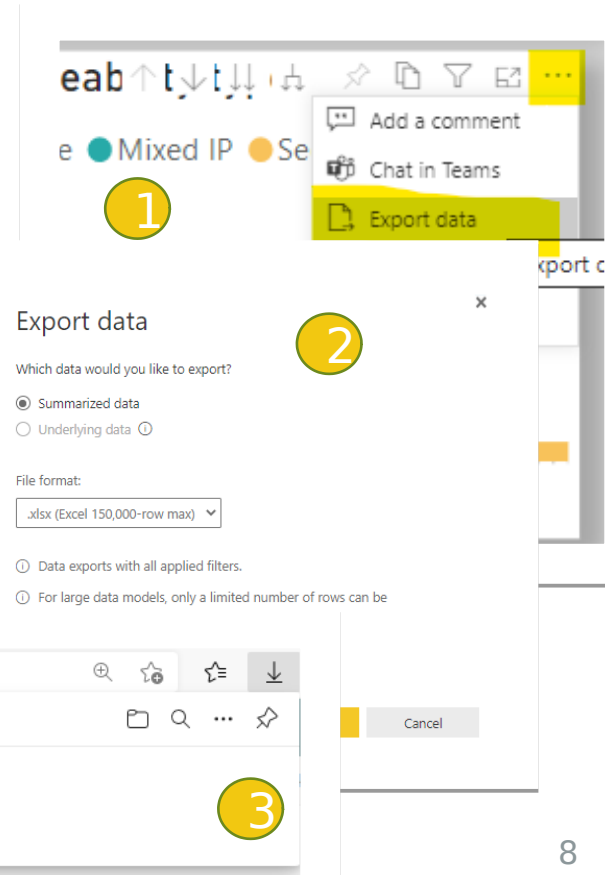 eab
Add a comment
e Mixed IP Se
Chat in Teams
1
Export data
xport c
Export data
2
Which data would you like to export?
Summarized data
Underlying data
File format:
.xlsx (Excel 150,000-row max)
Data exports with all applied filters.
For large data models, only a limited number of rows can be
Cancel
3
8